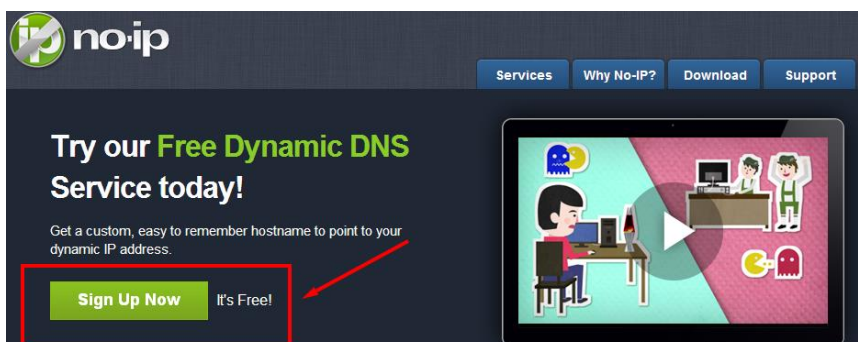 no·ip
Services Why No-IP? Download Support
Try our Free Dynamic DNS
Service today!
Get a custom, easy to remember hostname to point to your
dynamic IP address.
Sign Up Now It's Free!